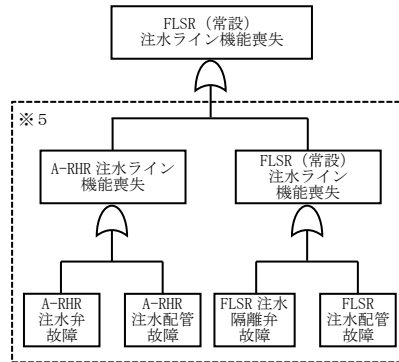 FLSR（常設）
注水ライン機能喪失
※５
A-RHR 注水ライン
機能喪失
FLSR（常設）
注水ライン
機能喪失
A-RHR
注水弁
故障
A-RHR
注水配管
故障
FLSR 注水
隔離弁
故障
FLSR
注水配管
故障